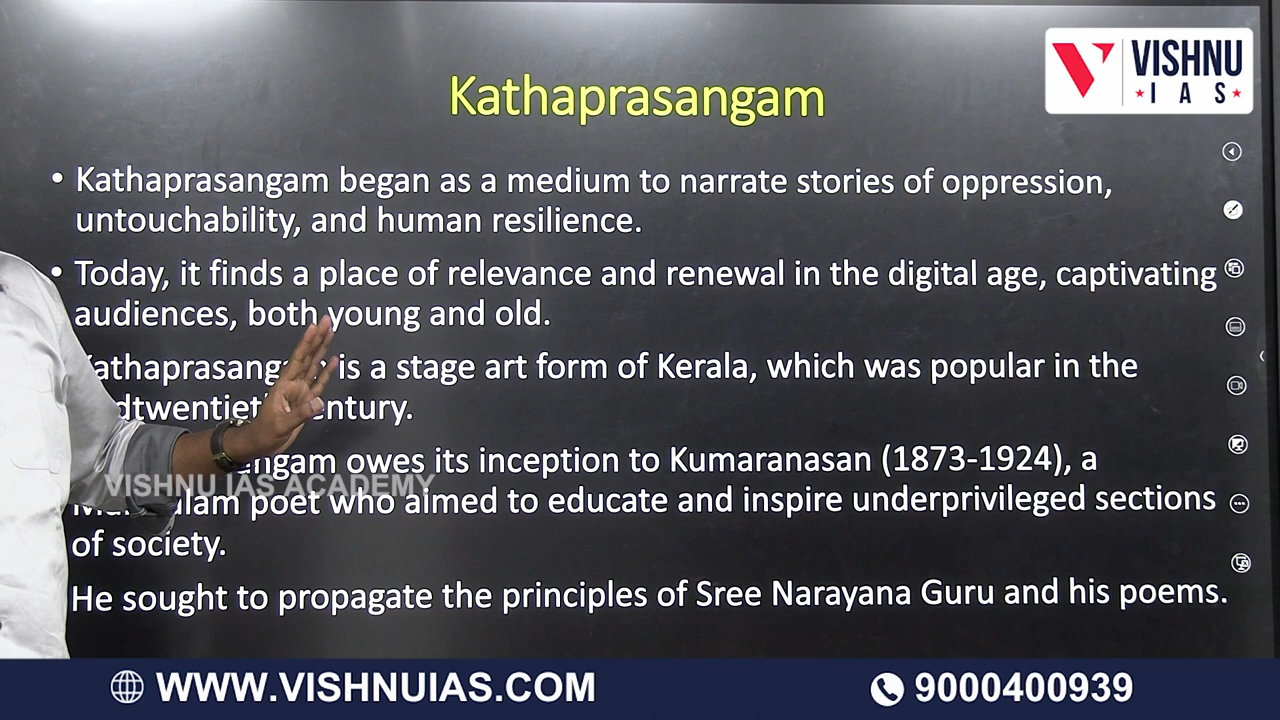 VISHNU
IAS
Kathaprasangam
• Kathaprasangam began as a medium to narrate stories of oppression,
untouchability, and human resilience.
• Today, it finds a place of relevance and renewal in the digital age, captivating
audiences, both young and old.
is a stage art form of Kerala, which was popular in the
owes its inception to Kumaranasan (1873-1924), a
VISHNU IAS ACADEMY
poet who aimed to educate and inspire underprivileged sections
of society.
He sought to propagate the principles of Sree Narayana Guru and his poems.
WWW.VISHNUIAS.COM
9000400939